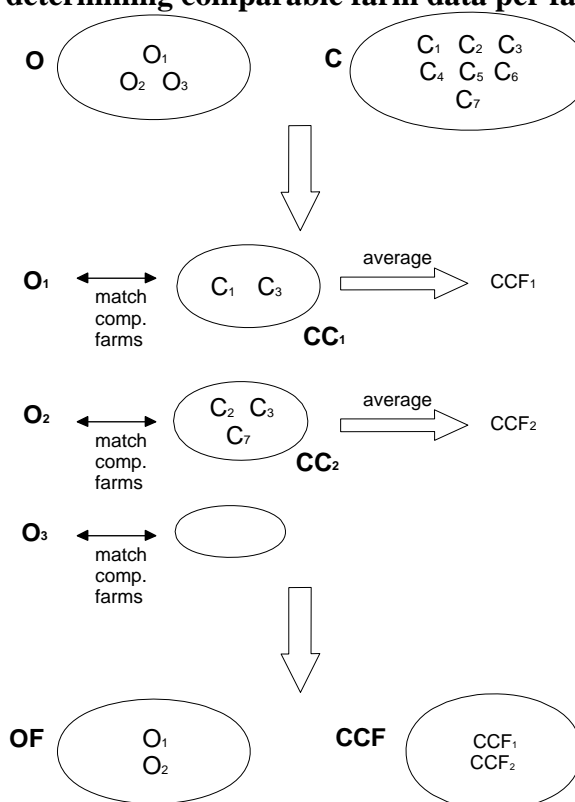 determining comparable farm data per fa
O
O₁
O₂ O₃
C
C₁ C₂ C₃
C₄ C₅ C₆
C₇
O₁
match
comp.
farms
C₁ C₃
CC₁
average
CCF₁
O₂
match
comp.
farms
C₂ C₃
C₇
CC₂
average
CCF₂
O₃
match
comp.
farms
OF
O₁
O₂
CCF
CCF₁
CCF₂